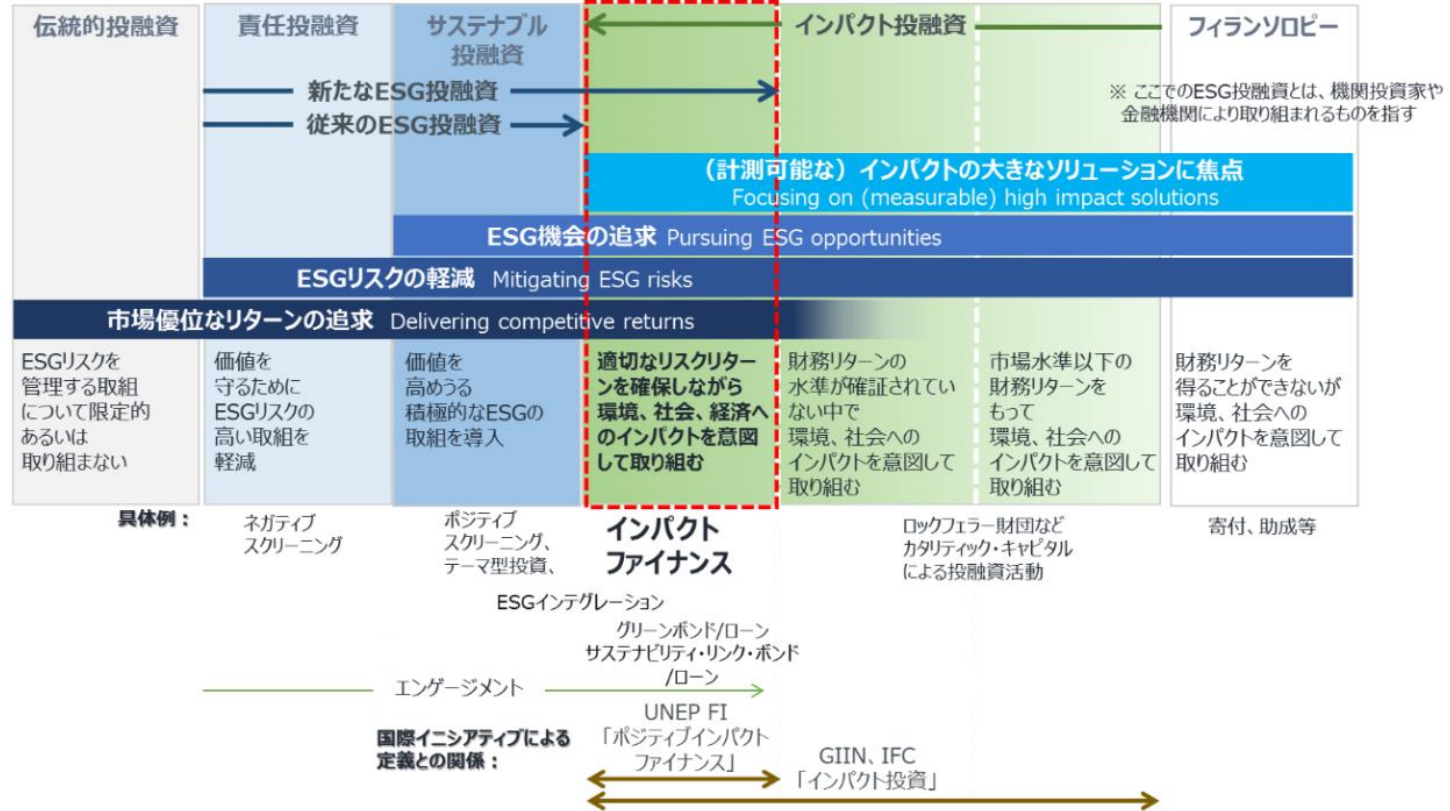 伝統的投融資
責任投融資
サステナブル
投融資
インパクト投融資
フィランソロピー
新たなESG投融資
従来のESG投融資
※ ここでのESG投融資とは、機関投資家や
金融機関により取り組まれるものを指す
（計測可能な）インパクトの大きなソリューションに焦点
Focusing on (measurable) high impact solutions
ESG機会の追求 Pursuing ESG opportunities
ESGリスクの軽減 Mitigating ESG risks
市場優位なリターンの追求 Delivering competitive returns
ESGリスクを
管理する取組
について限定的
あるいは
取り組まない
価値を
守るために
ESGリスクの
高い取組を
軽減
価値を
高めうる
積極的なESGの
取組を導入
適切なリスクリター
ンを確保しながら
環境、社会、経済へ
のインパクトを意図
して取り組む
財務リターンの
水準が確証されてい
ない中で
環境、社会への
インパクトを意図して
取り組む
市場水準以下の
財務リターンを
もって
環境、社会への
インパクトを意図して
取り組む
財務リターンを
得ることができないが
環境、社会への
インパクトを意図して
取り組む
具体例：
ネガティブ
スクリーニング
ポジティブ
スクリーニング、
テーマ型投資、
インパクト
ファイナンス
ロックフェラー財団など
カタリティック・キャピタル
による投融資活動
寄付、助成等
ESGインテグレーション
グリーンボンド/ローン
サステナビリティ・リンク・ボンド
/ローン
エンゲージメント
国際イニシアティブによる
定義との関係：
UNEP FI
「ポジティブインパクト
ファイナンス」
GIIN、IFC
「インパクト投資」